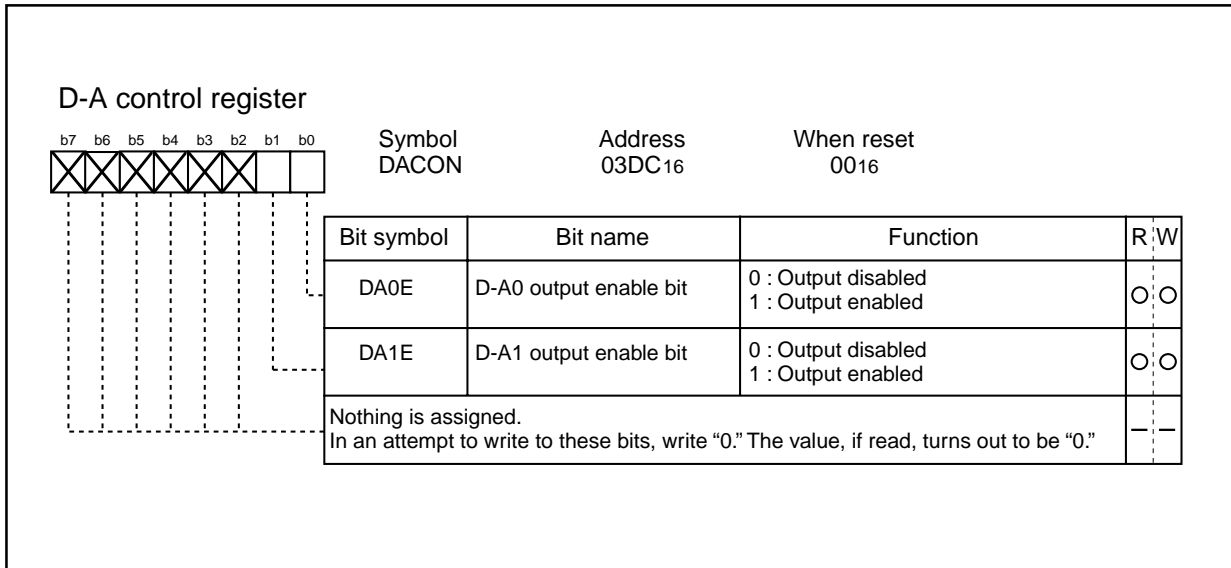 D-A control register
b7 b6 b5 b4 b3 b2 b1 b0
Symbol Address When reset
DACON 03DC16 0016
Bit symbol Bit name Function R W
DA0E D-A0 output enable bit 0 : Output disabled
1 : Output enabled
DA1E D-A1 output enable bit 0 : Output disabled
1 : Output enabled
Nothing is assigned.
In an attempt to write to these bits, write “0.” The value, if read, turns out to be “0.”